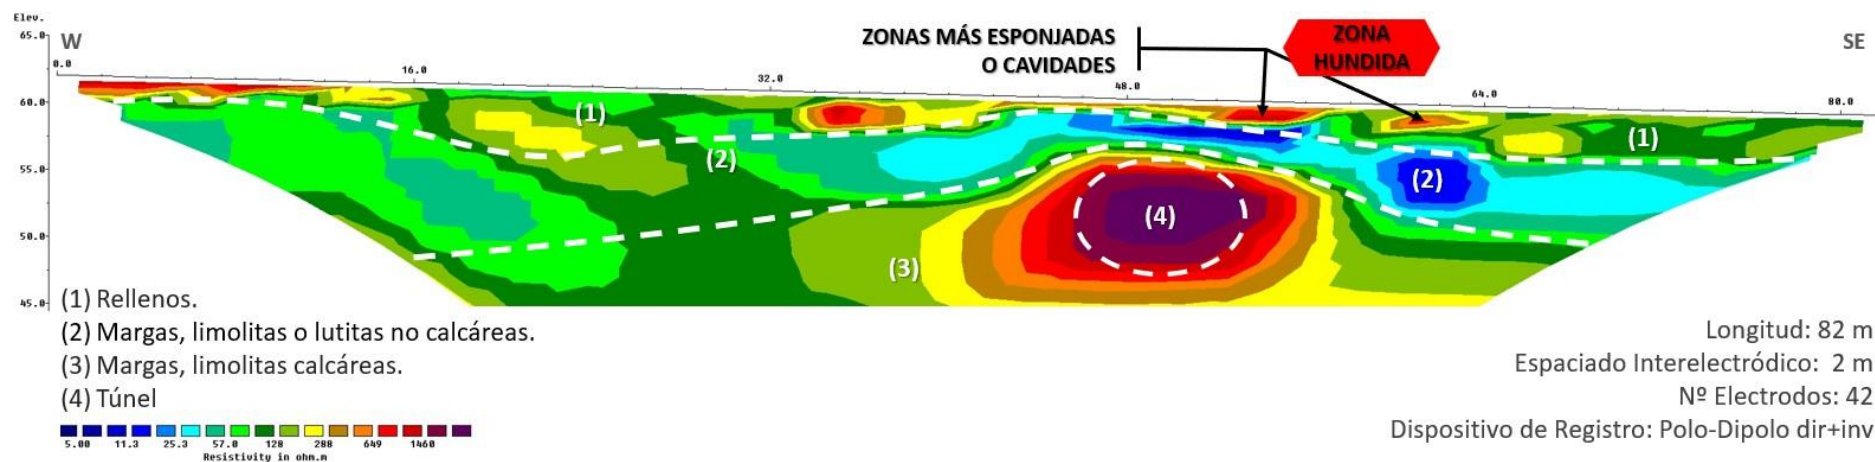 Elev.
65.0
W
ZONAS MÁS ESPONJADAS
O CAVIDADES
ZONA
HUNDIDA
SE
0.0
16.0
32.0
48.0
64.0
80.0
60.0
(1)
(1)
(2)
55.0
(2)
(4)
50.0
(3)
45.0
(1) Rellenos.
(2) Margas, limolitas o lutitas no calcáreas.
(3) Margas, limolitas calcáreas.
(4) Túnel
5.00 11.3 25.3 57.0 128 288 649 1460
Resistivity in ohm.m
Longitud: 82 m
Espaciado Interelectródico: 2 m
Nº Electrodos: 42
Dispositivo de Registro: Polo-Dipolo dir+inv